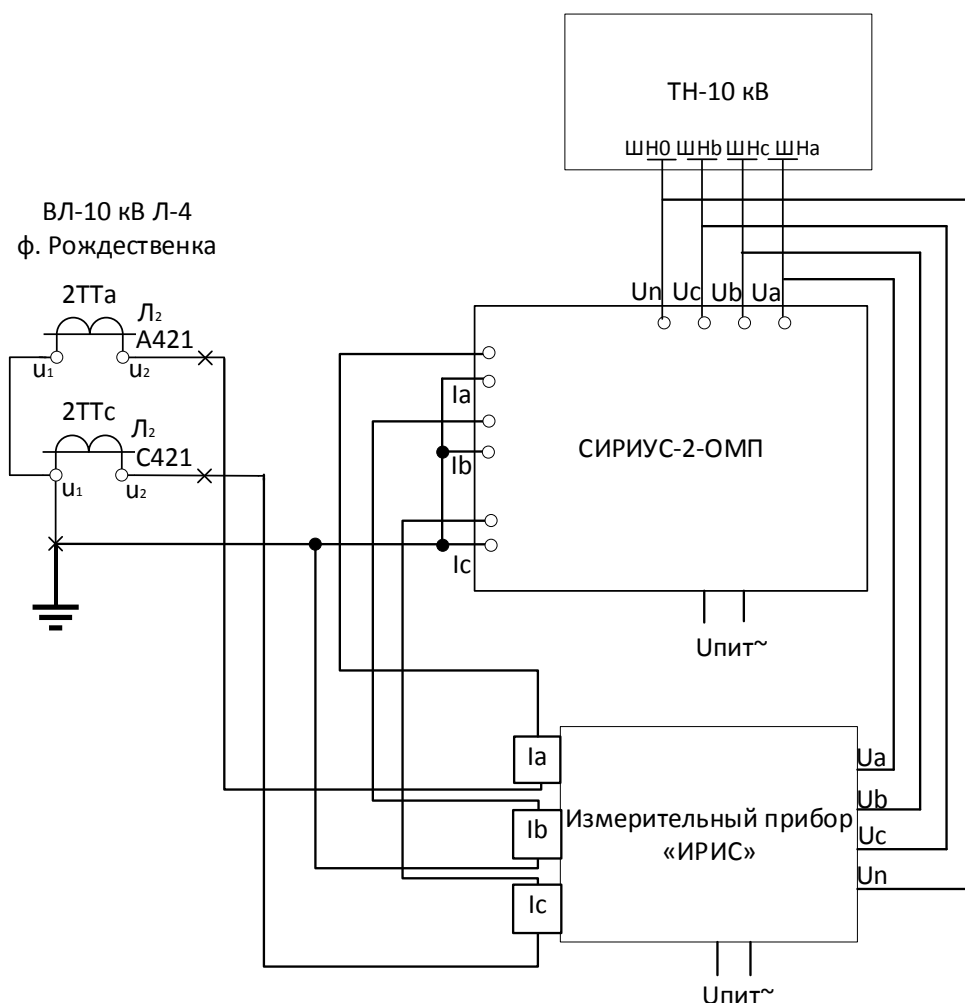 ТН-10 кВ
ШН0 ШНb ШНc ШНa
ВЛ-10 кВ Л-4
ф. Рождественка
2ТТа
Л₂
А421
u₁ u₂
2ТТс
Л₂
С421
u₁ u₂
Un Uc Ub Ua
Ia
Ib
Ic
СИРИУС-2-ОМП
Uпит~
Ia
Ib
Ic
Измерительный прибор
«ИРИС»
Ua
Ub
Uc
Un
Uпит~